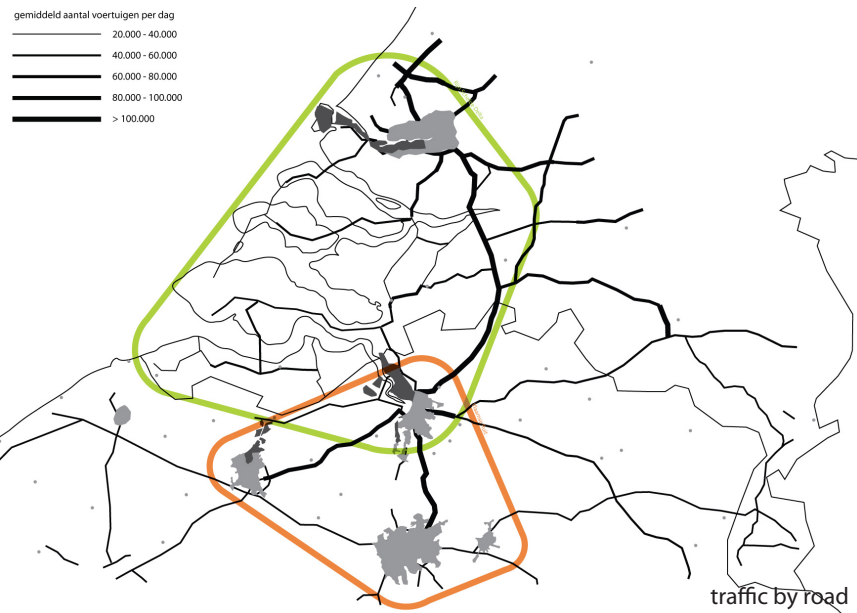 gemiddeld aantal voertuigen per dag
20.000 - 40.000
40.000 - 60.000
60.000 - 80.000
80.000 - 100.000
> 100.000
traffic by road